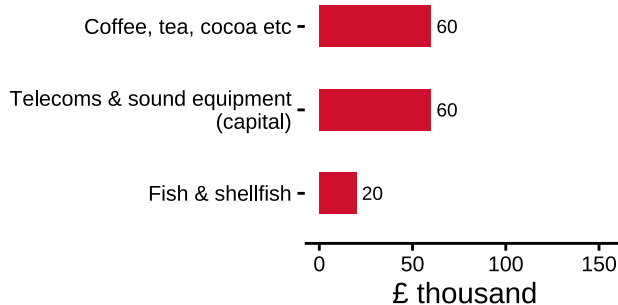 Coffee, tea, cocoa etc
60
Telecoms & sound equipment
(capital)
60
Fish & shellfish
20
0 50 100 150
£ thousand